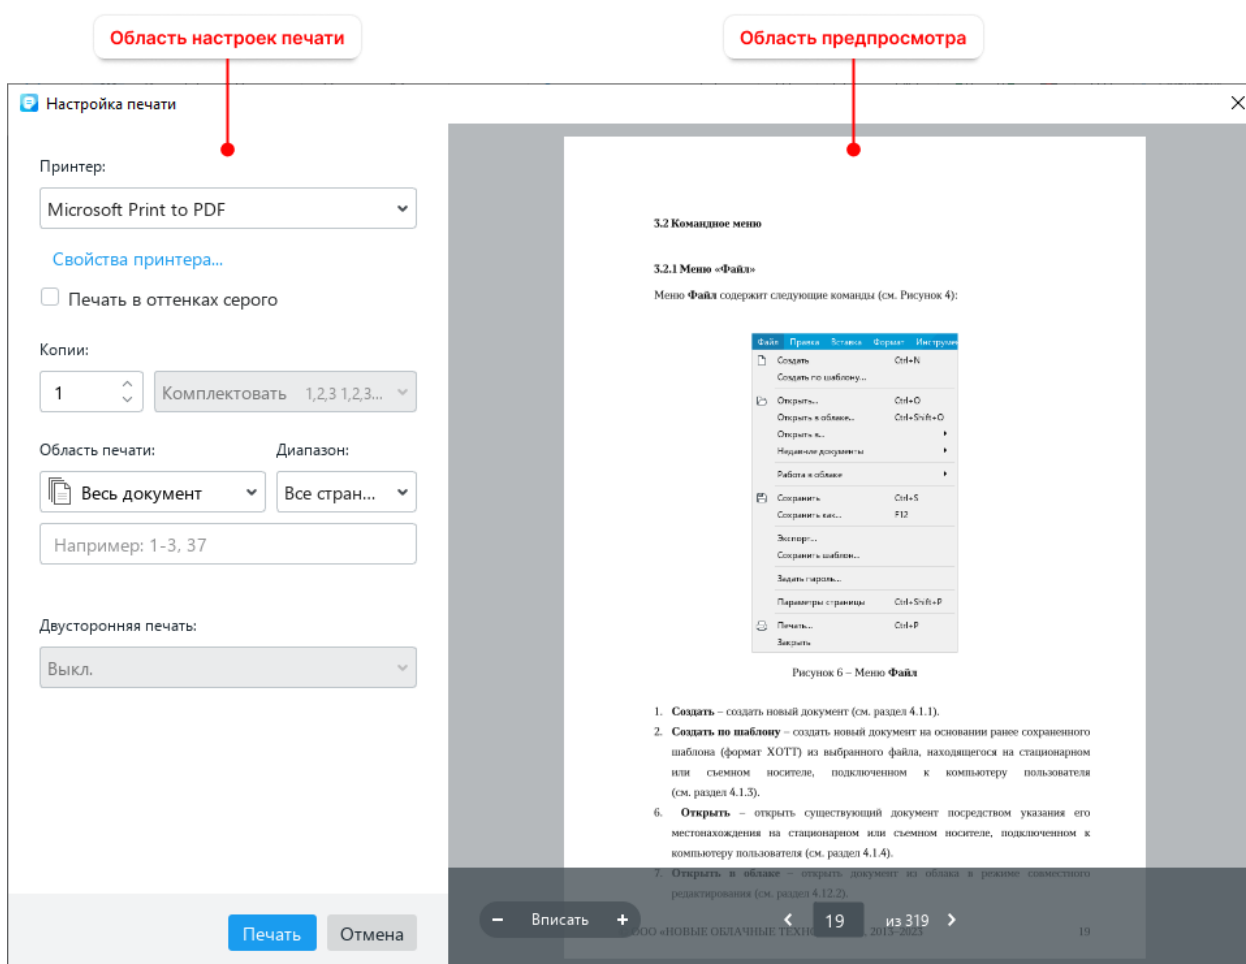 Область настроек печати
Область предпросмотра
Настройка печати
Принтер:
Microsoft Print to PDF
Свойства принтера...
Печать в оттенках серого
Копии:
1
Комплектовать 1,2,3 1,2,3...
Область печати:
Диапазон:
Весь документ
Все стран...
Например: 1-3, 37
Двусторонняя печать:
Выкл.
Печать
Отмена
3.2 Командное меню
3.2.1 Меню «Файл»
Меню Файл содержит следующие команды (см. Рисунок 4):
Файл Правка Вставка Формат Инструмен
Создать Ctrl+N
Создать по шаблону...
Открыть... Ctrl+O
Открыть в облаке... Ctrl+Shift+O
Открыть в...
Недавние документы
Работа в облаке
Сохранить Ctrl+S
Сохранить как... F12
Экспорт...
Сохранить шаблон...
Задать пароль...
Параметры страницы Ctrl+Shift+P
Печать... Ctrl+P
Закрыть
Рисунок 6 – Меню Файл
1. Создать – создать новый документ (см. раздел 4.1.1).
2. Создать по шаблону – создать новый документ на основании ранее сохраненного
шаблона (формат XOTT) из выбранного файла, находящегося на стационарном
или съемном носителе, подключенном к компьютеру пользователя
(см. раздел 4.1.3).
6. Открыть – открыть существующий документ посредством указания его
местонахождения на стационарном или съемном носителе, подключенном к
компьютеру пользователя (см. раздел 4.1.4).
7. Открыть в облаке – открыть документ из облака в режиме совместного
редактирования (см. раздел 4.12.2).
− Вписать +
19 из 319
ООО «НОВЫЕ ОБЛАЧНЫЕ 2013–2023 19